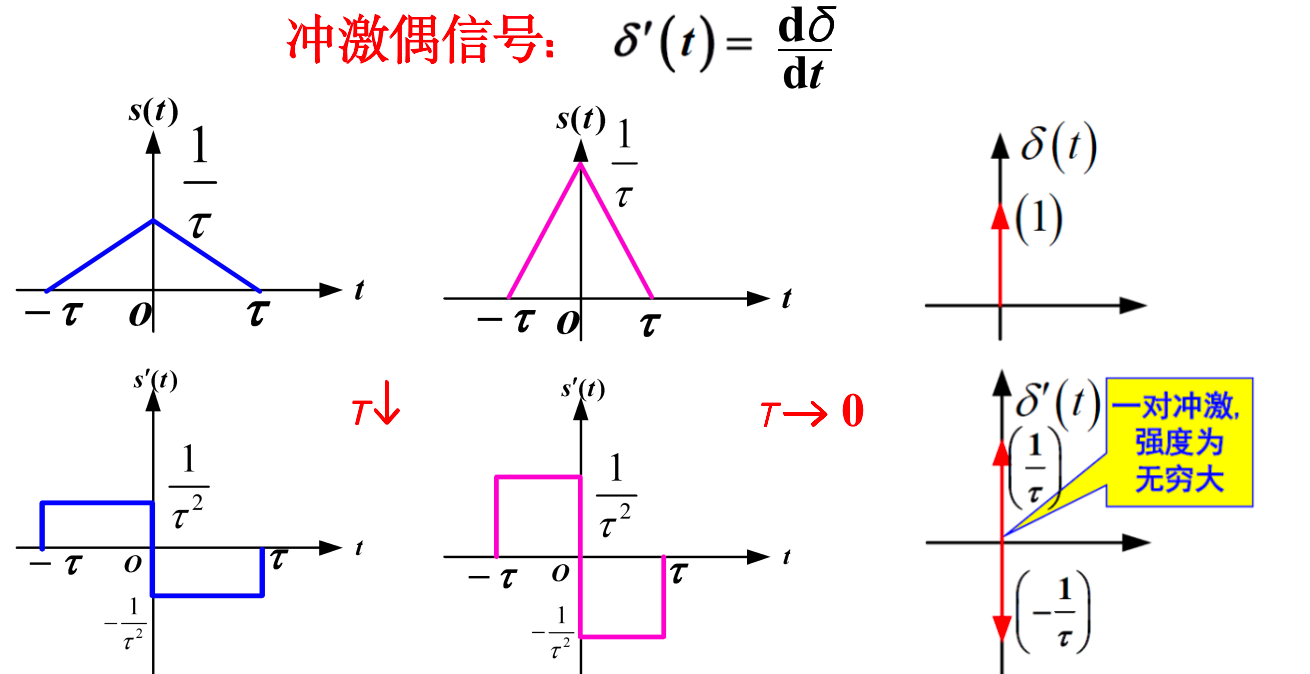 冲激偶信号： δ′(t) = dδ/dt
s(t) 1/τ
−τ o τ t
s(t) 1/τ
−τ o τ t
δ(t)
(1)
s′(t)
1/τ²
−τ o τ t
−1/τ²
τ↓
s′(t)
1/τ²
−τ o τ t
−1/τ²
τ→0
δ′(t)
(1/τ)
(−1/τ)
一对冲激,
强度为
无穷大